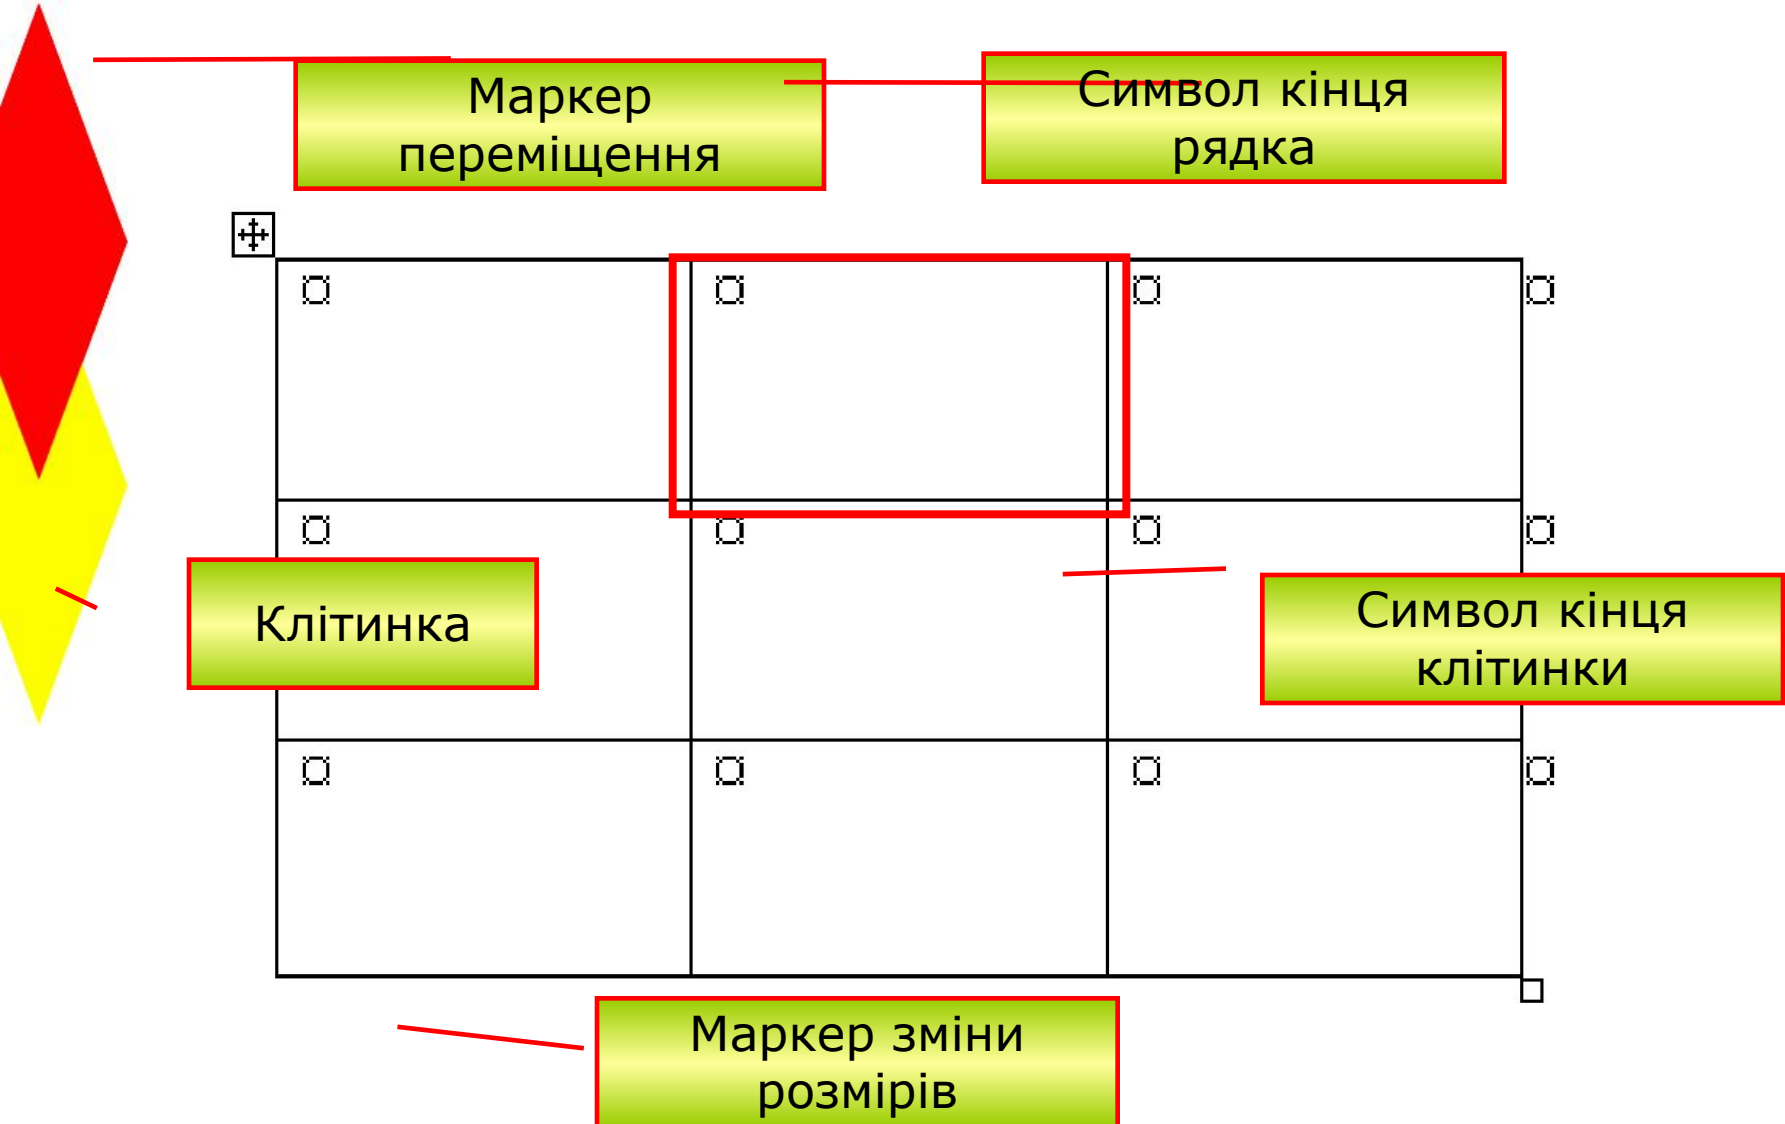 Маркер
переміщення
Символ кінця
рядка
Клітинка
Символ кінця
клітинки
Маркер зміни
розмірів